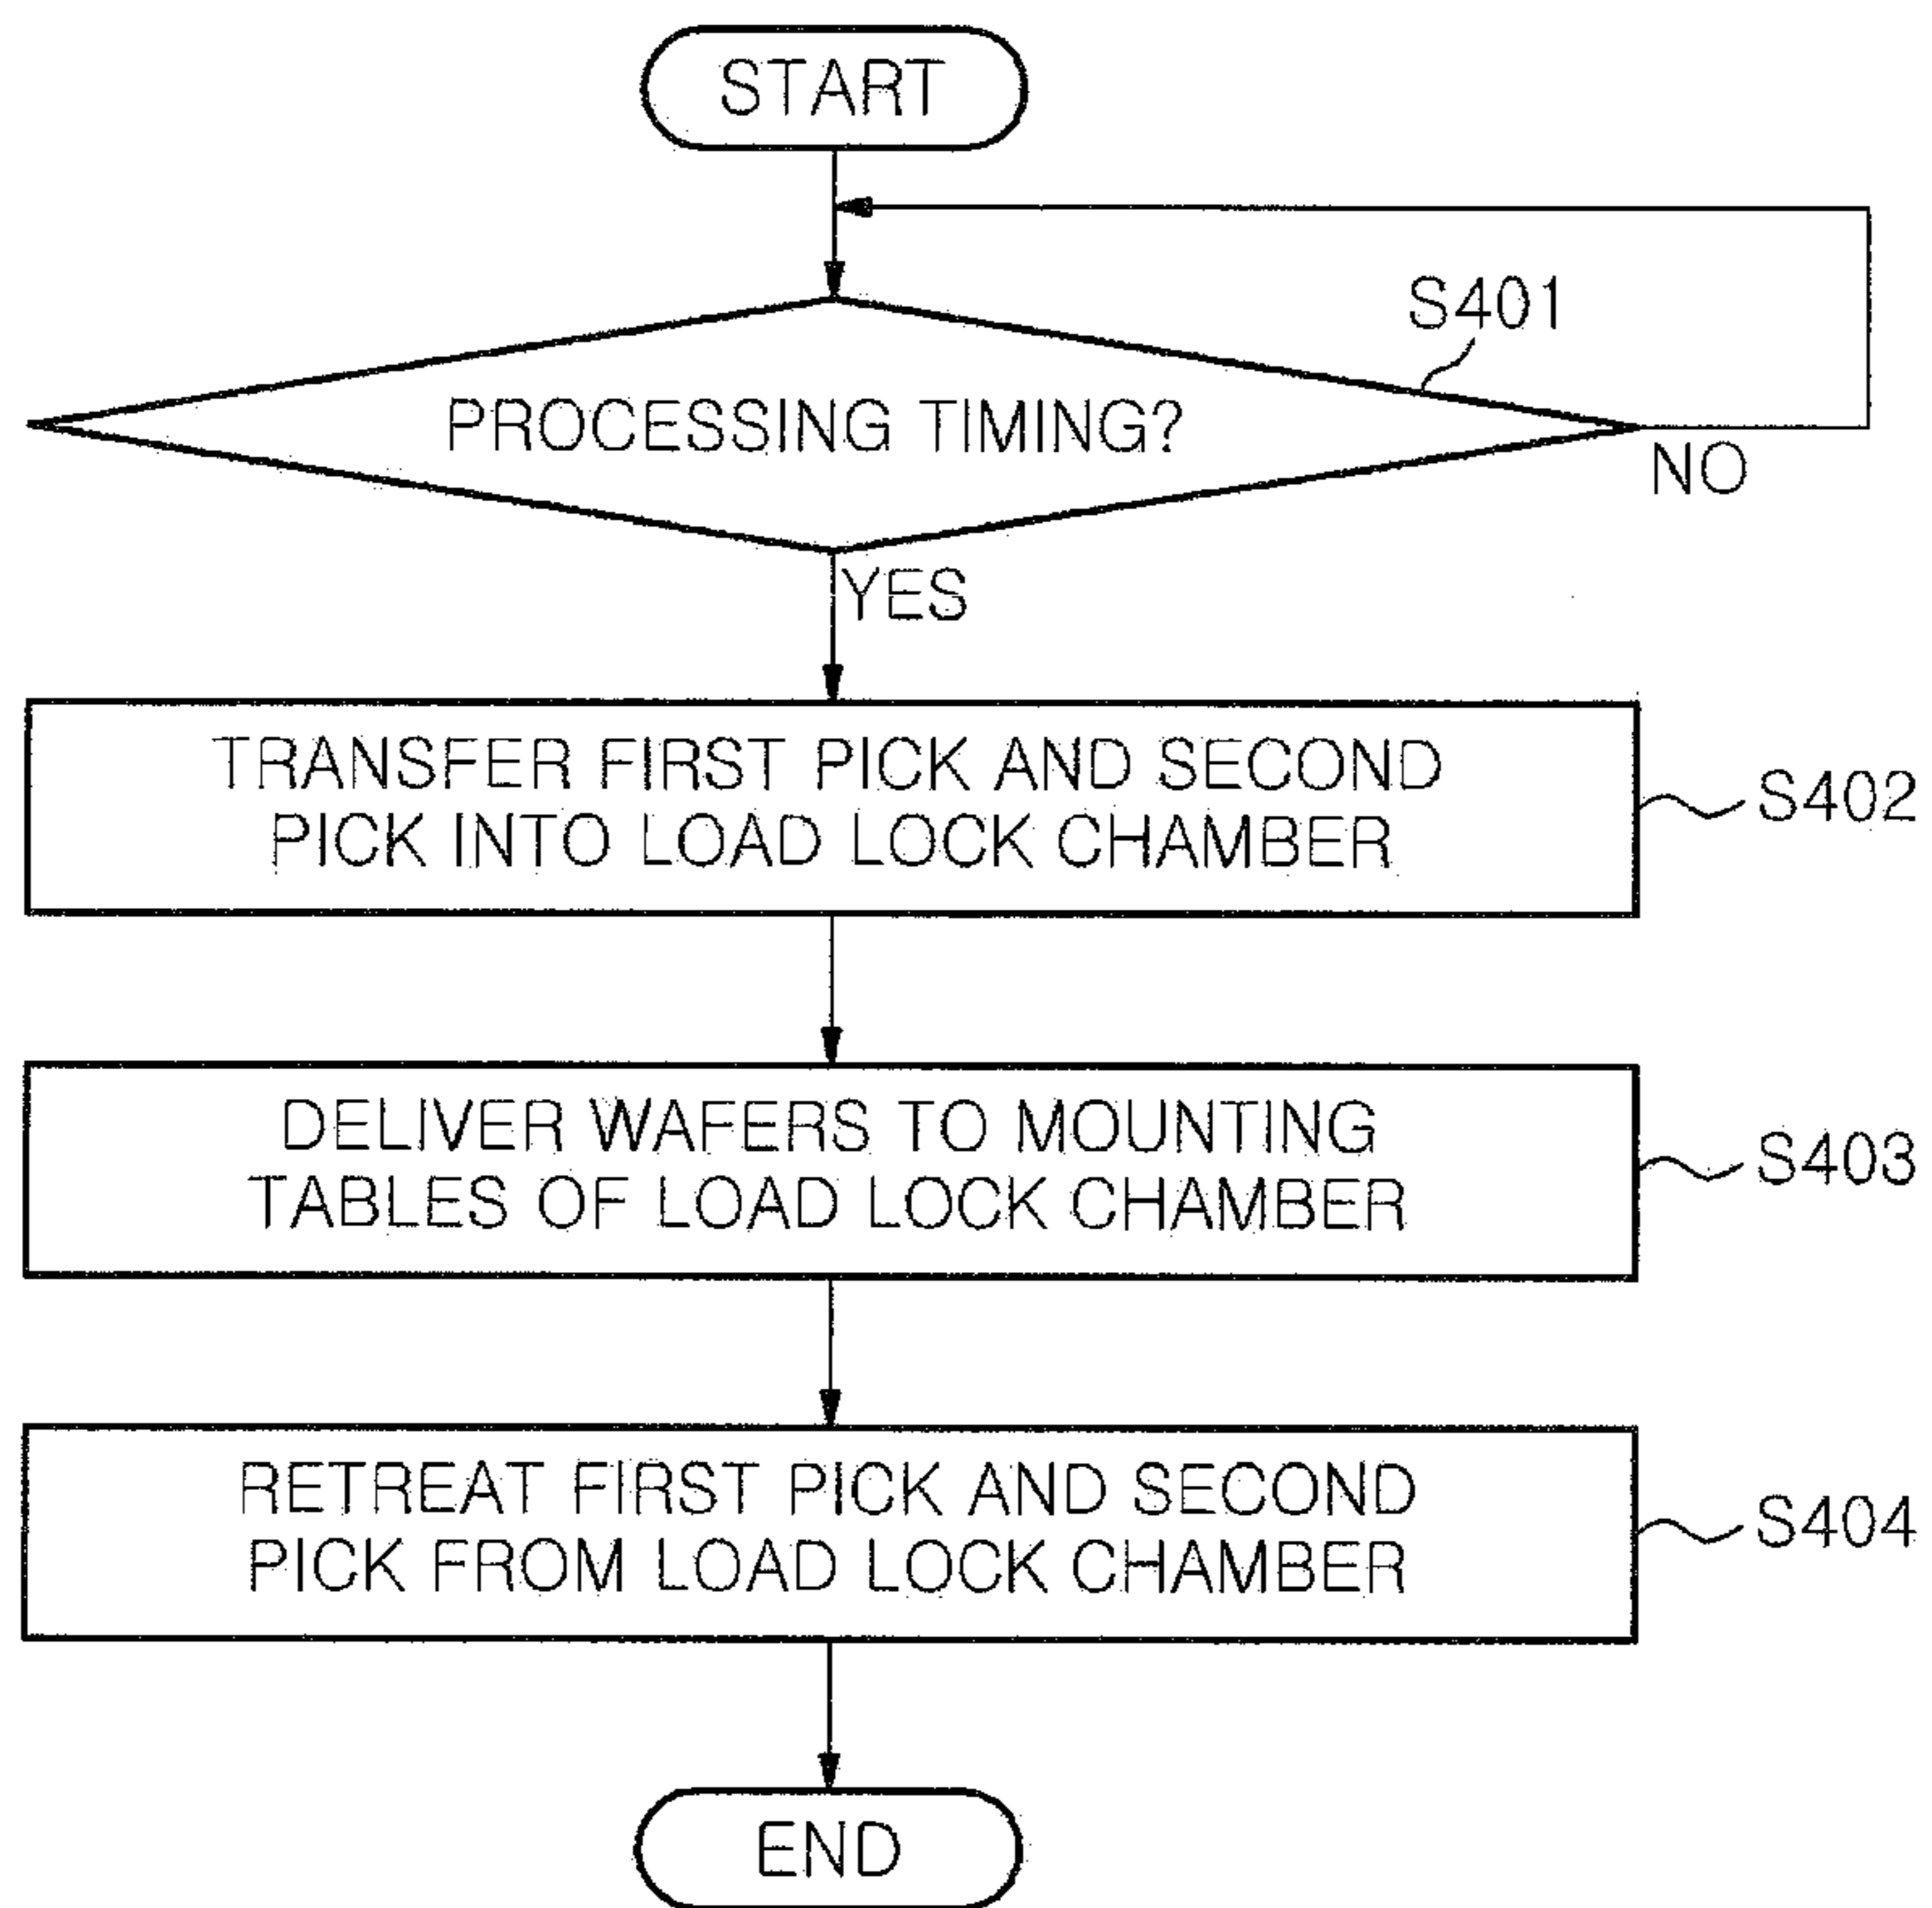 START
S401
PROCESSING TIMING?
NO
YES
TRANSFER FIRST PICK AND SECOND
PICK INTO LOAD LOCK CHAMBER
S402
DELIVER WAFERS TO MOUNTING
TABLES OF LOAD LOCK CHAMBER
S403
RETREAT FIRST PICK AND SECOND
PICK FROM LOAD LOCK CHAMBER
S404
END